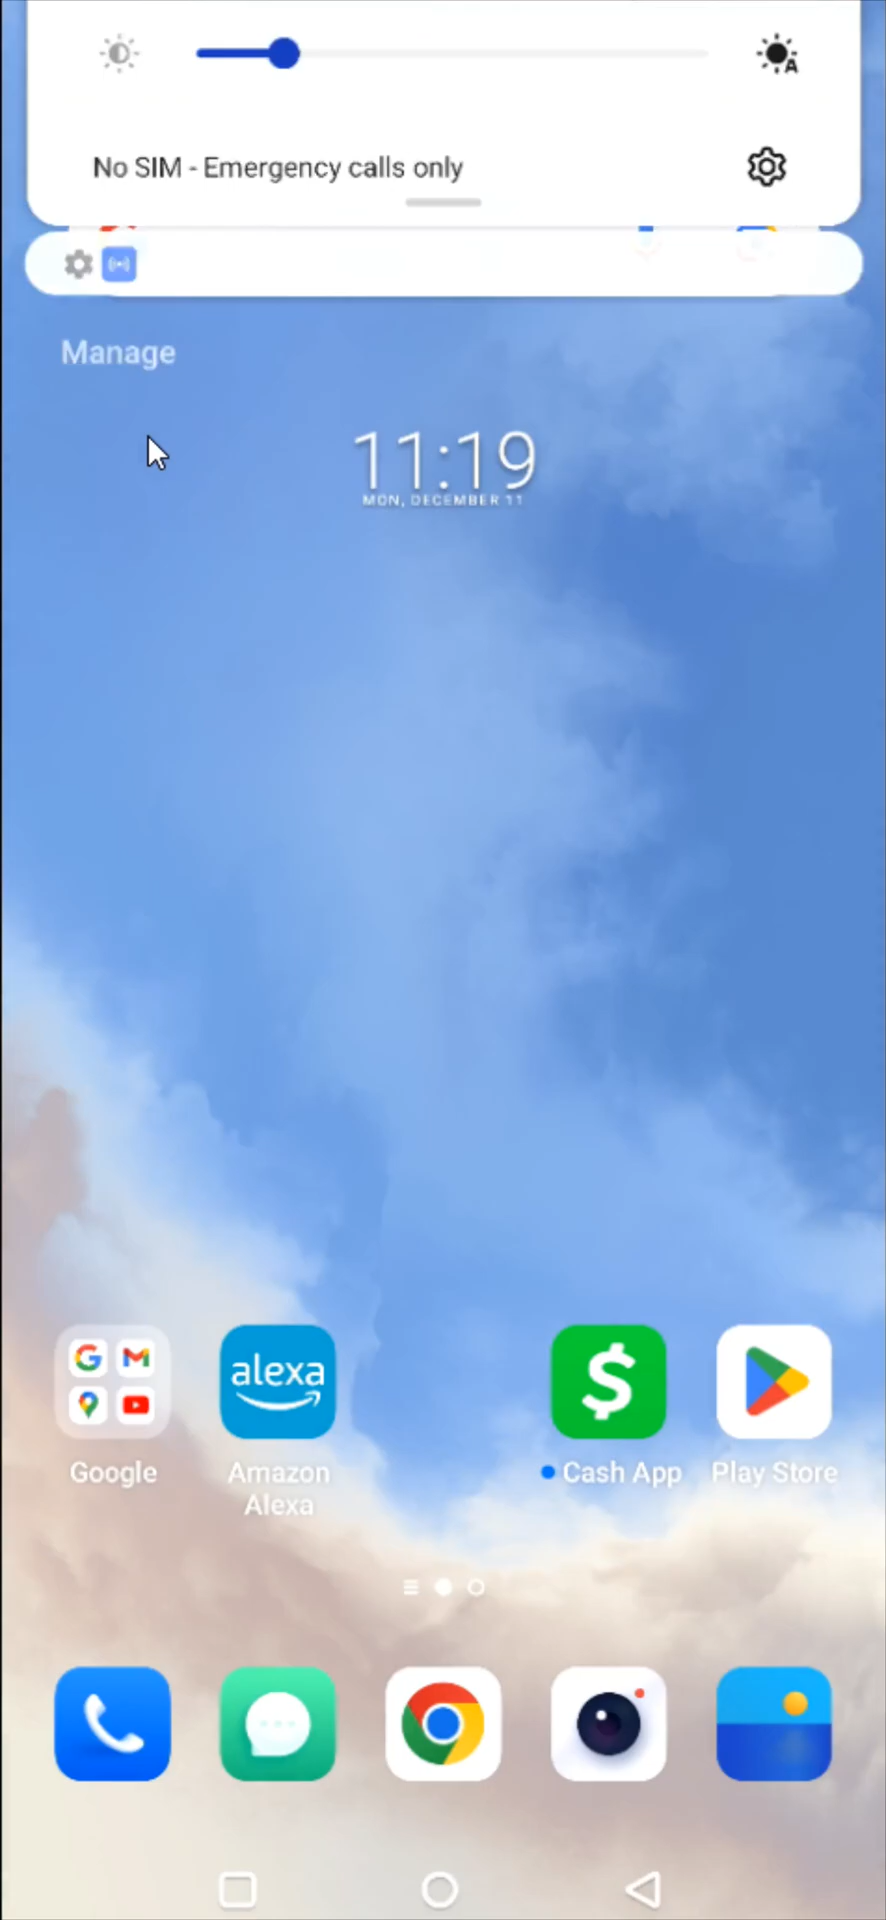 No SIM - Emergency calls only
Manage
11:19
MON, DECEMBER 11
alexa
Google
Amazon
Alexa
Cash App
Play Store